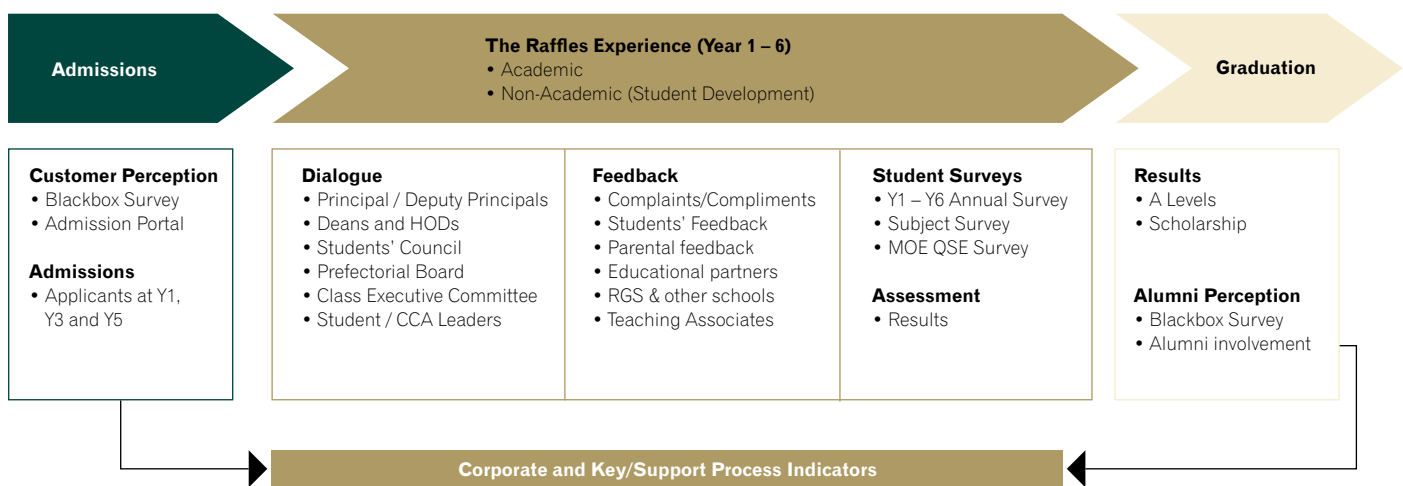 Admissions
The Raffles Experience (Year 1 – 6)
• Academic
• Non-Academic (Student Development)
Graduation
Customer Perception
• Blackbox Survey
• Admission Portal
Admissions
• Applicants at Y1,
Y3 and Y5
Dialogue
• Principal / Deputy Principals
• Deans and HODs
• Students’ Council
• Prefectorial Board
• Class Executive Committee
• Student / CCA Leaders
Feedback
• Complaints/Compliments
• Students’ Feedback
• Parental feedback
• Educational partners
• RGS & other schools
• Teaching Associates
Student Surveys
• Y1 – Y6 Annual Survey
• Subject Survey
• MOE QSE Survey
Assessment
• Results
Results
• A Levels
• Scholarship
Alumni Perception
• Blackbox Survey
• Alumni involvement
Corporate and Key/Support Process Indicators